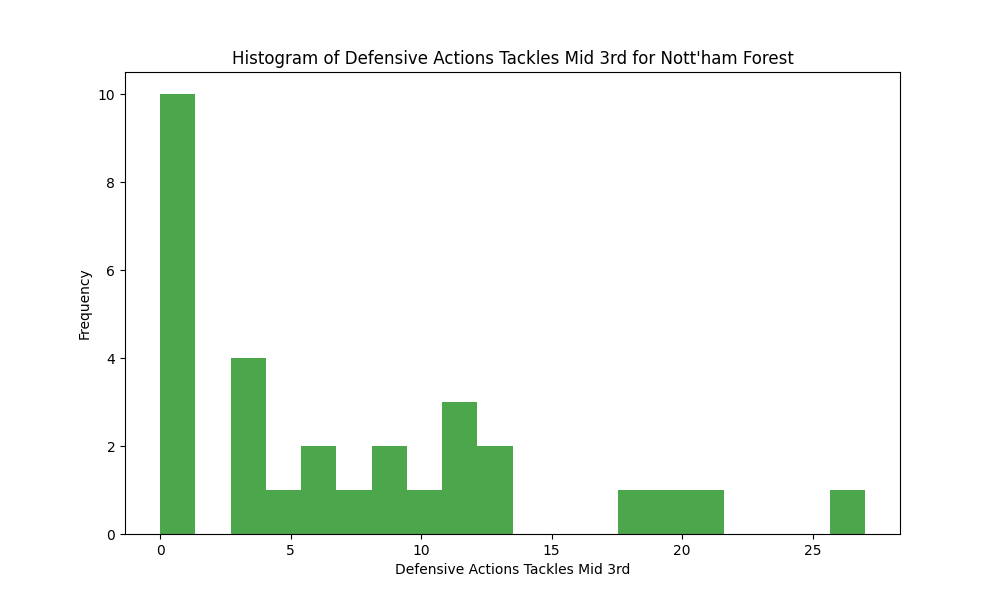 Histogram of Defensive Actions Tackles Mid 3rd for Nott'ham Forest
10
8
6
4
2
0
Frequency
0 5 10 15 20 25
Defensive Actions Tackles Mid 3rd